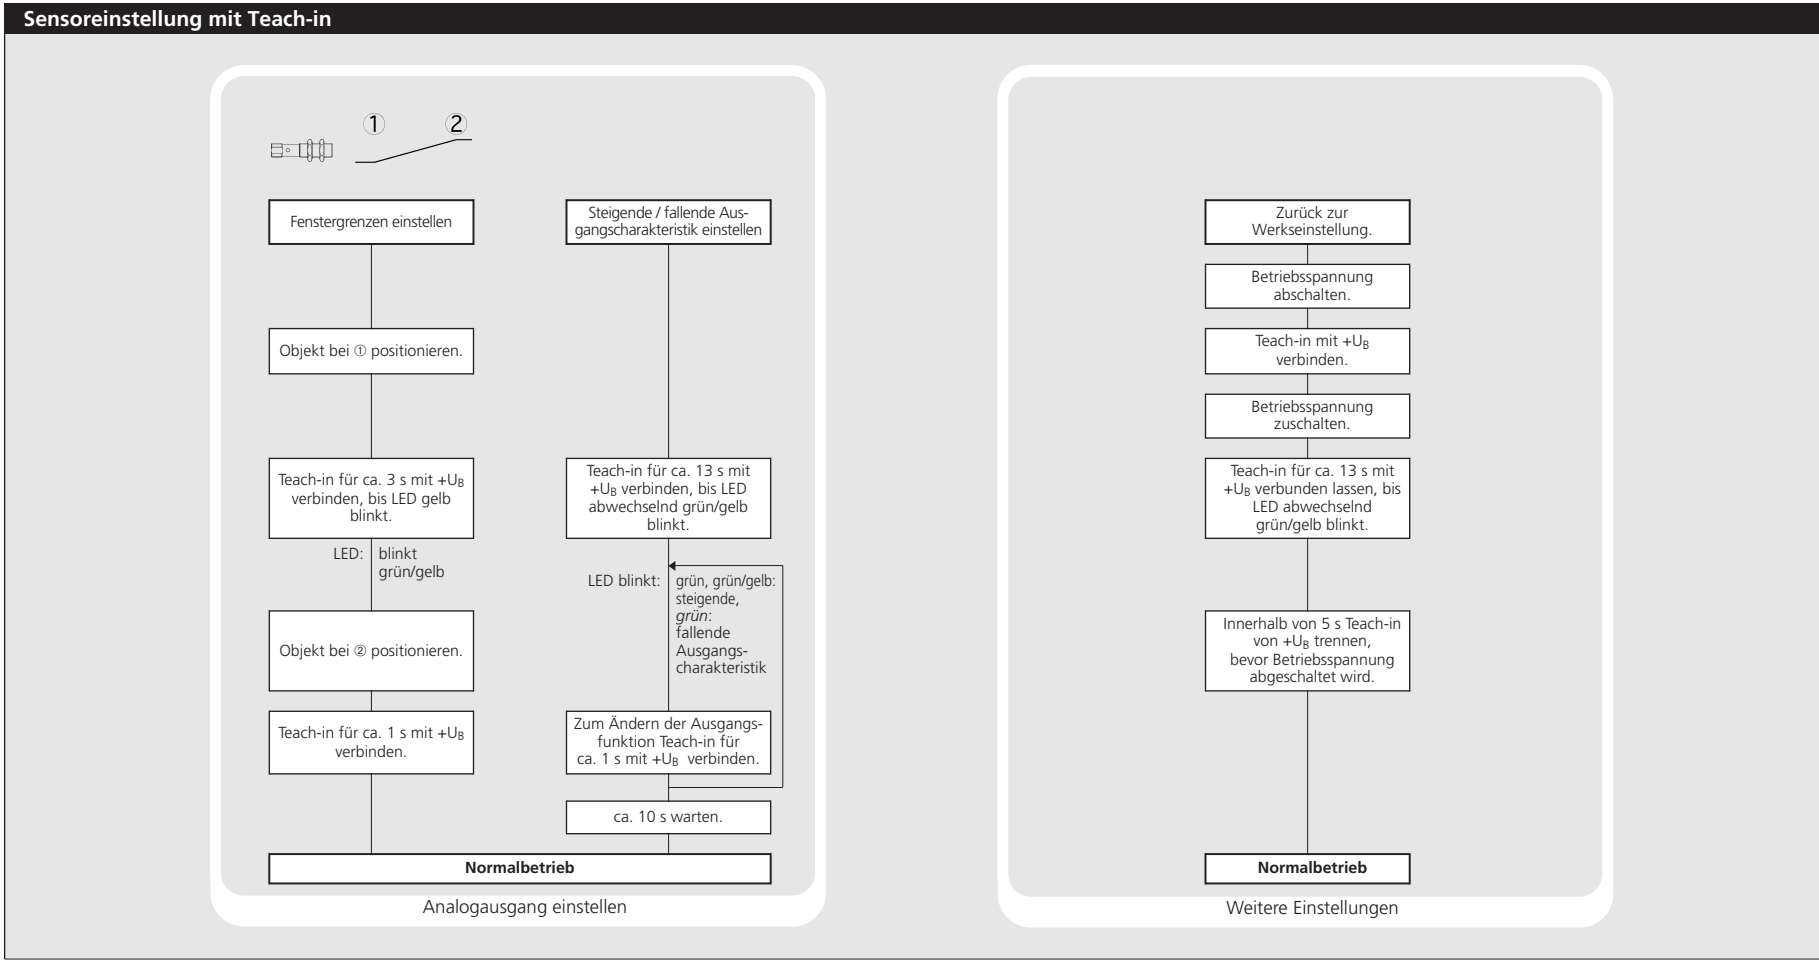 Sensoreinstellung mit Teach-in
① ②
Fenstergrenzen einstellen
Objekt bei ① positionieren.
Teach-in für ca. 3 s mit +UB
verbinden, bis LED gelb
blinkt.
LED: blinkt
grün/gelb
Objekt bei ② positionieren.
Teach-in für ca. 1 s mit +UB
verbinden.
Steigende / fallende Aus-
gangscharakteristik einstellen
Teach-in für ca. 13 s mit
+UB verbinden, bis LED
abwechselnd grün/gelb
blinkt.
LED blinkt: grün, grün/gelb:
steigende,
grün:
fallende
Ausgangs-
charakteristik
Zum Ändern der Ausgangs-
funktion Teach-in für
ca. 1 s mit +UB verbinden.
ca. 10 s warten.
Normalbetrieb
Analogausgang einstellen
Zurück zur
Werkseinstellung.
Betriebsspannung
abschalten.
Teach-in mit +UB
verbinden.
Betriebsspannung
zuschalten.
Teach-in für ca. 13 s mit
+UB verbunden lassen, bis
LED abwechselnd
grün/gelb blinkt.
Innerhalb von 5 s Teach-in
von +UB trennen,
bevor Betriebsspannung
abgeschaltet wird.
Normalbetrieb
Weitere Einstellungen